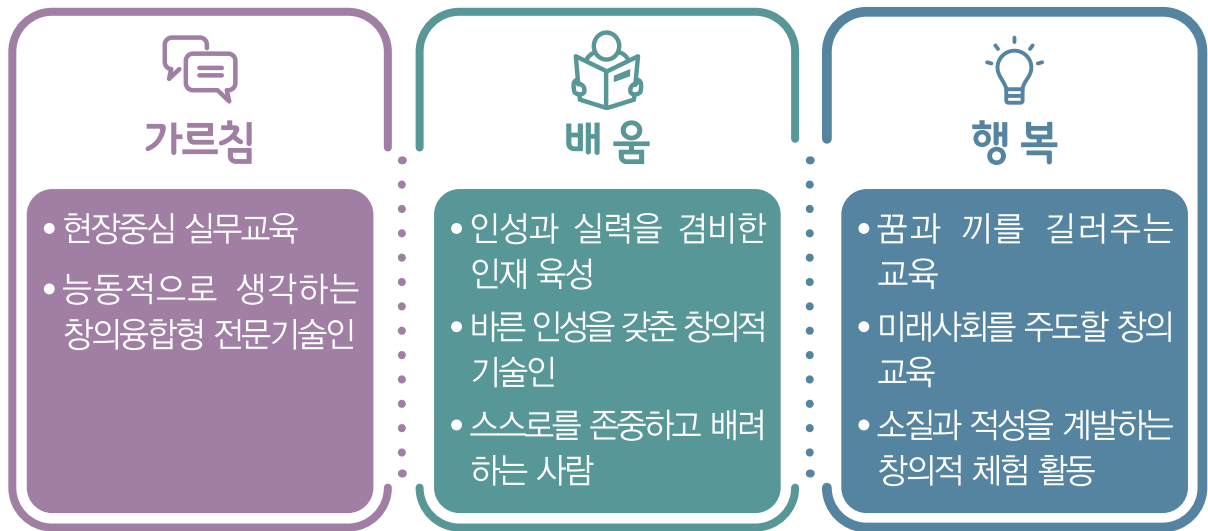 가르침
• 현장중심 실무교육
• 능동적으로 생각하는
창의융합형 전문기술인
배움
• 인성과 실력을 겸비한
인재 육성
• 바른 인성을 갖춘 창의적
기술인
• 스스로를 존중하고 배려
하는 사람
행복
• 꿈과 끼를 길러주는
교육
• 미래사회를 주도할 창의
교육
• 소질과 적성을 계발하는
창의적 체험 활동